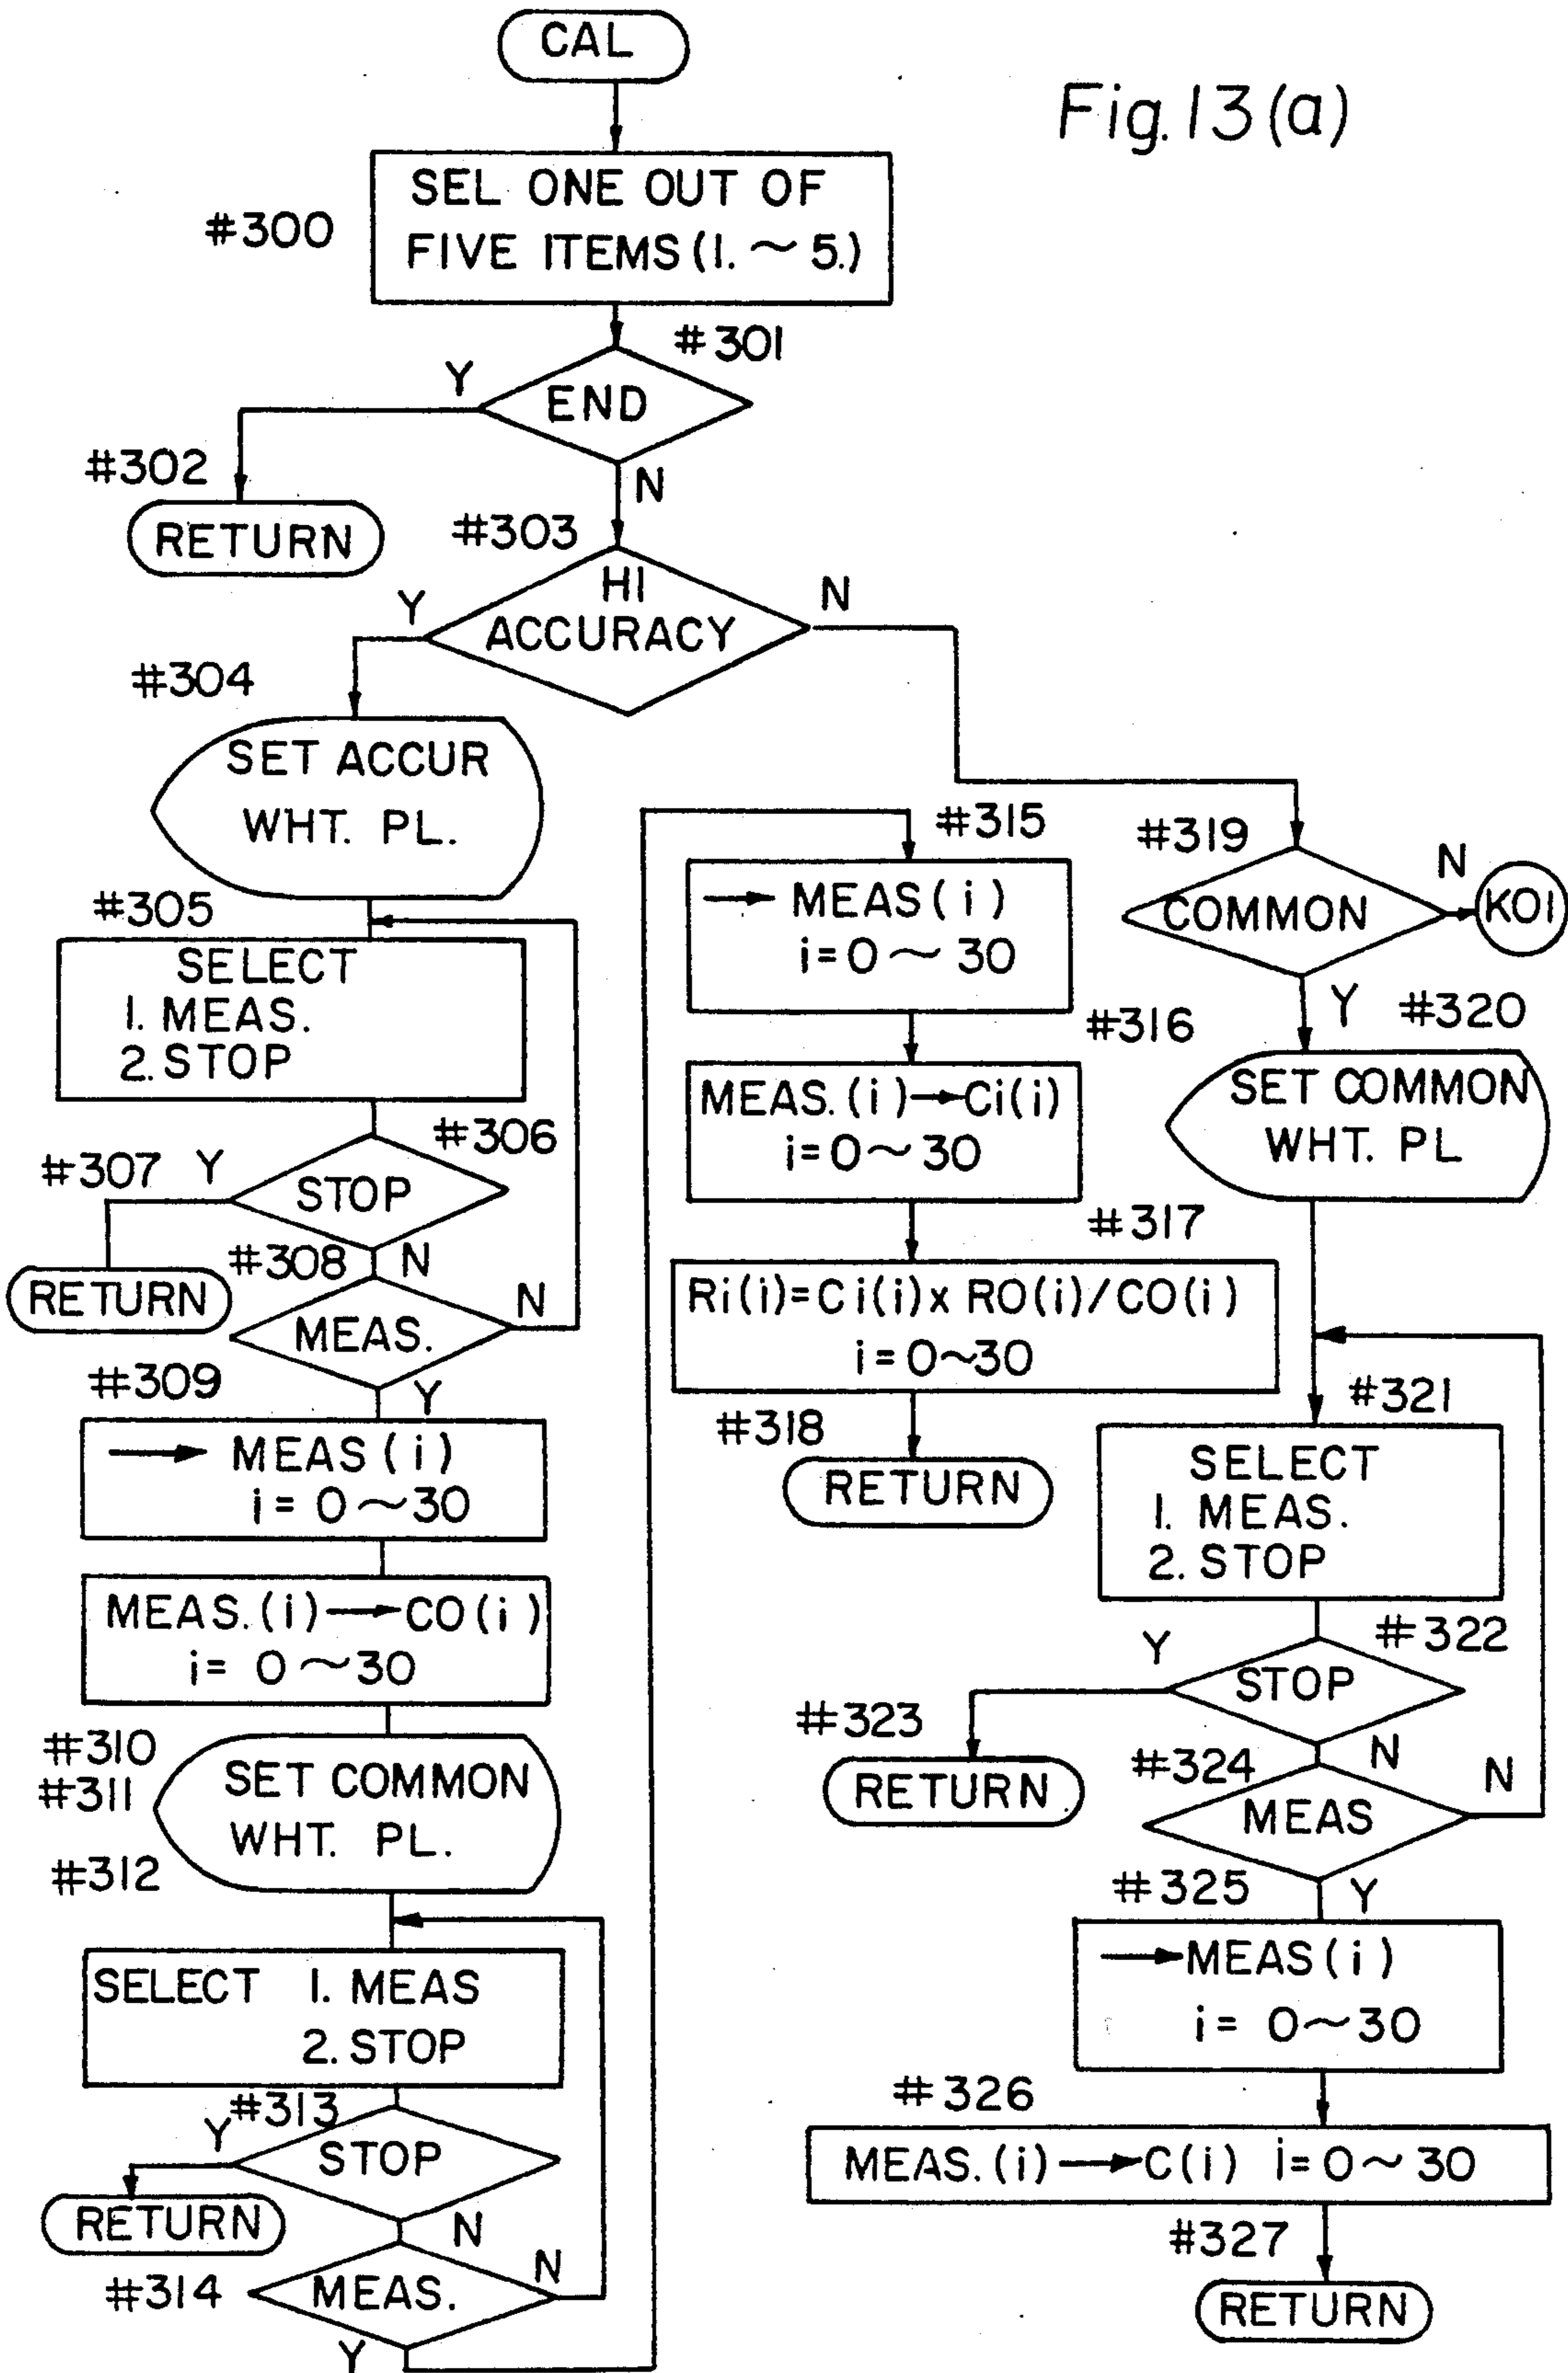 CAL
Fig. 13 (a)
#300
SEL ONE OUT OF
FIVE ITEMS (1. ~ 5.)
#301
Y
END
N
#302
RETURN
#303
HI
ACCURACY
Y
N
#304
SET ACCUR
WHT. PL.
#305
SELECT
1. MEAS.
2. STOP
#306
#307
Y
STOP
N
RETURN
#308
MEAS.
N
#309
Y
→ MEAS (i)
i = 0 ~ 30
MEAS. (i) → CO (i)
i = 0 ~ 30
#310
#311
SET COMMON
WHT. PL.
#312
SELECT 1. MEAS
2. STOP
#313
Y
STOP
N
RETURN
#314
MEAS.
N
Y
#315
→ MEAS (i)
i = 0 ~ 30
#316
MEAS. (i) → Ci(i)
i = 0 ~ 30
#317
Ri(i) = Ci(i) x RO(i) / CO(i)
i = 0 ~ 30
#318
RETURN
#319
COMMON
N
KO1
Y
#320
SET COMMON
WHT. PL
#321
SELECT
1. MEAS.
2. STOP
#322
Y
STOP
N
#323
RETURN
#324
MEAS
N
#325
Y
→ MEAS (i)
i = 0 ~ 30
#326
MEAS. (i) → C(i) i = 0 ~ 30
#327
RETURN